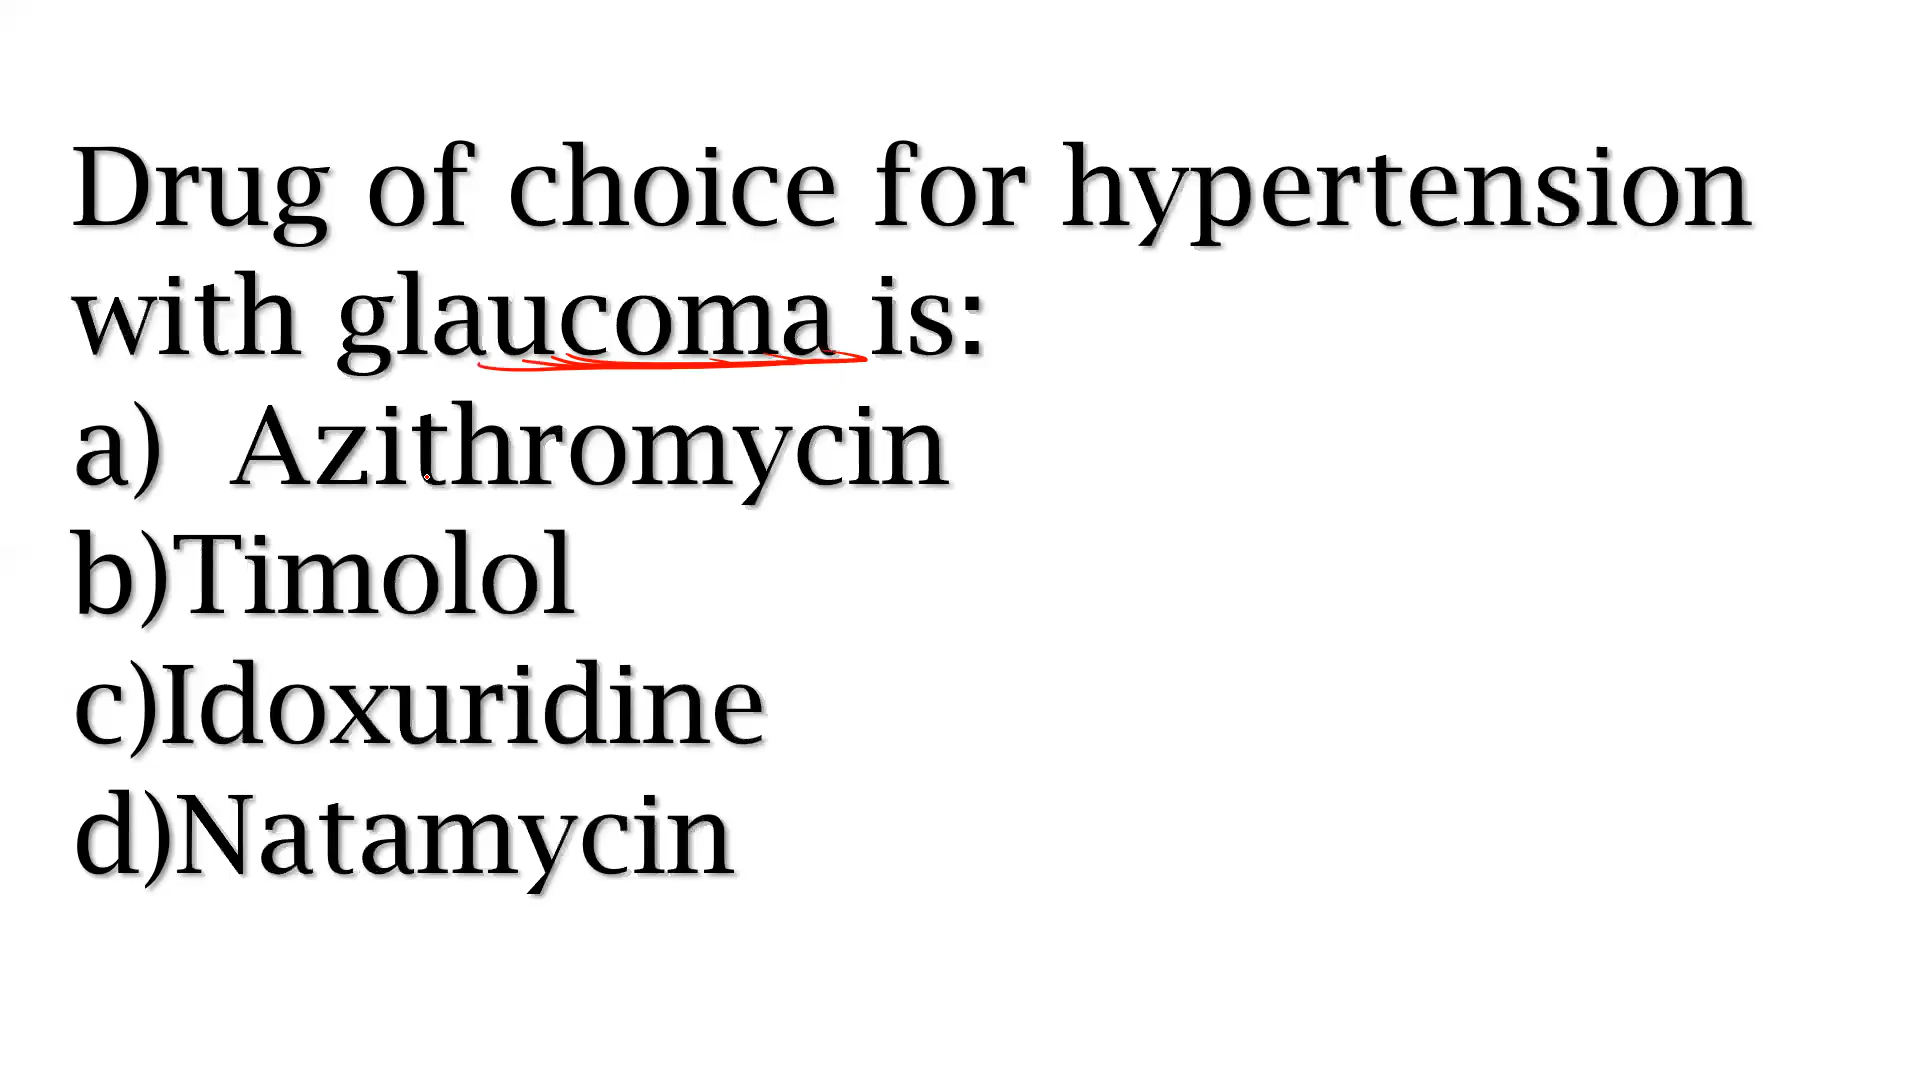 Drug of choice for hypertension
with glaucoma is:
a) Azithromycin
b)Timolol
c)Idoxuridine
d)Natamycin